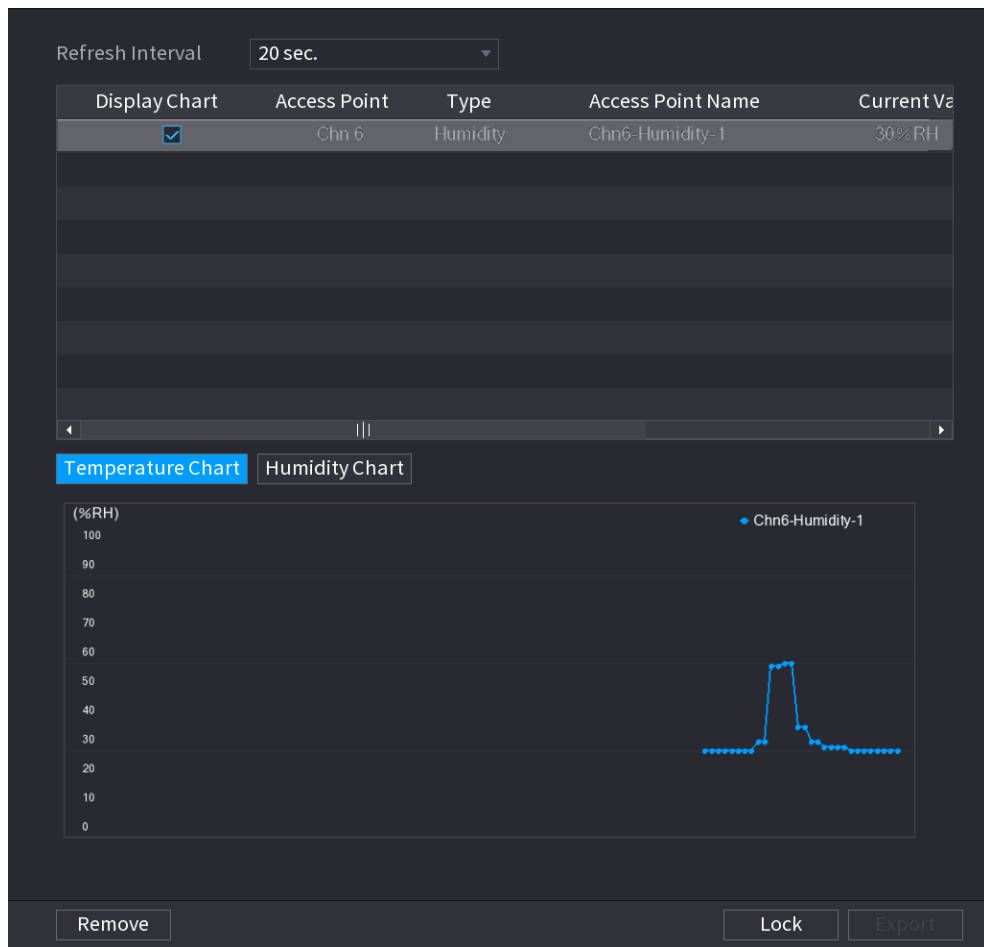 Refresh Interval 20 sec.
Display Chart Access Point Type Access Point Name Current Va
Chn 6 Humidity Chn6-Humidity-1 30%RH
Temperature Chart Humidity Chart
(%RH)
Chn6-Humidity-1
100
90
80
70
60
50
40
30
20
10
0
Remove Lock Export